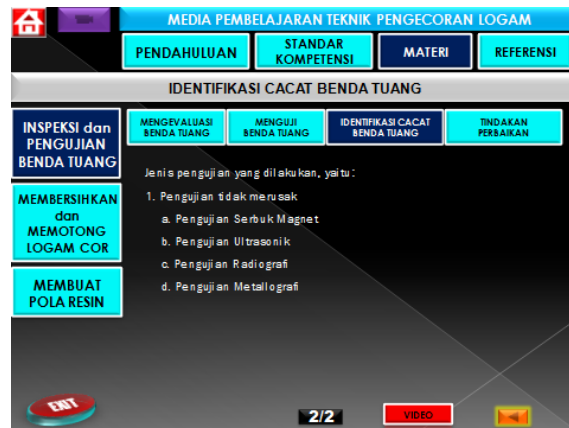 MEDIA PEMBELAJARAN TEKNIK PENGECORAN LOGAM
PENDAHULUAN
STANDAR
KOMPETENSI
MATERI
REFERENSI
IDENTIFIKASI CACAT BENDA TUANG
INSPEKSI dan
PENGUJIAN
BENDA TUANG
MEMBERSIHKAN
dan
MEMOTONG
LOGAM COR
MEMBUAT
POLA RESIN
MENGEVALUASI
BENDA TUANG
MENGUJI
BENDA TUANG
IDENTIFIKASI CACAT
BENDA TUANG
TINDAKAN
PERBAIKAN
Jenis pengujian yang dilakukan, yaitu:
1. Pengujian tidak merusak
a. Pengujian Serbuk Magnet
b. Pengujian Ultrasonik
c. Pengujian Radiografi
d. Pengujian Metallografi
EXIT
2/2
VIDEO